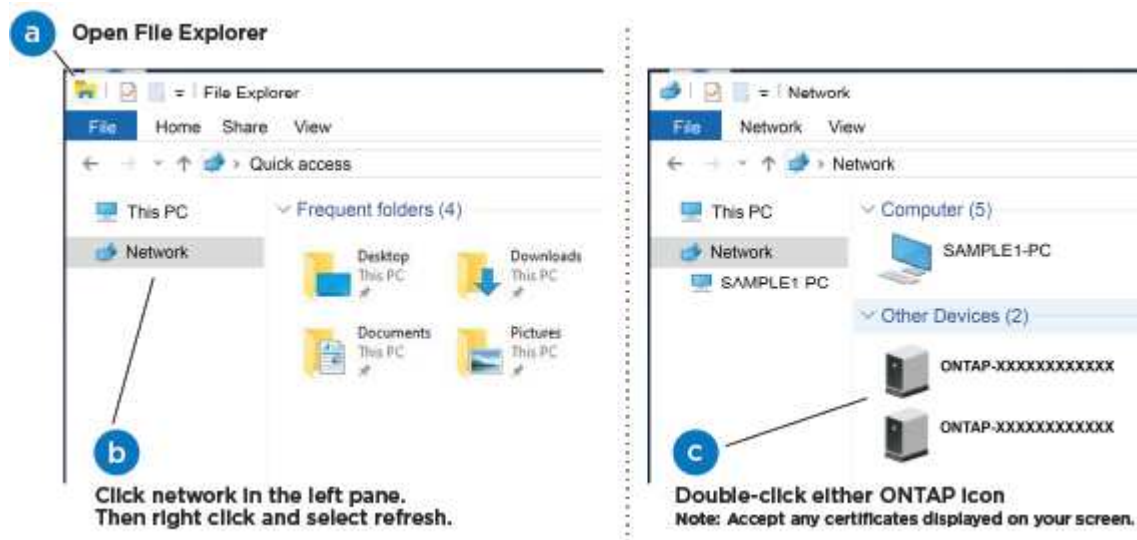 a Open File Explorer
File Explorer
File Home Share View
Quick access
This PC
Network
Frequent folders (4)
Desktop
This PC
Downloads
This PC
Documents
This PC
Pictures
This PC
b
Click network in the left pane.
Then right click and select refresh.
Network
File Network View
Network
This PC
Network
SAMPLE1 PC
Computer (5)
SAMPLE1-PC
Other Devices (2)
ONTAP-XXXXXXXXXXXX
ONTAP-XXXXXXXXXXXX
c
Double-click either ONTAP icon
Note: Accept any certificates displayed on your screen.